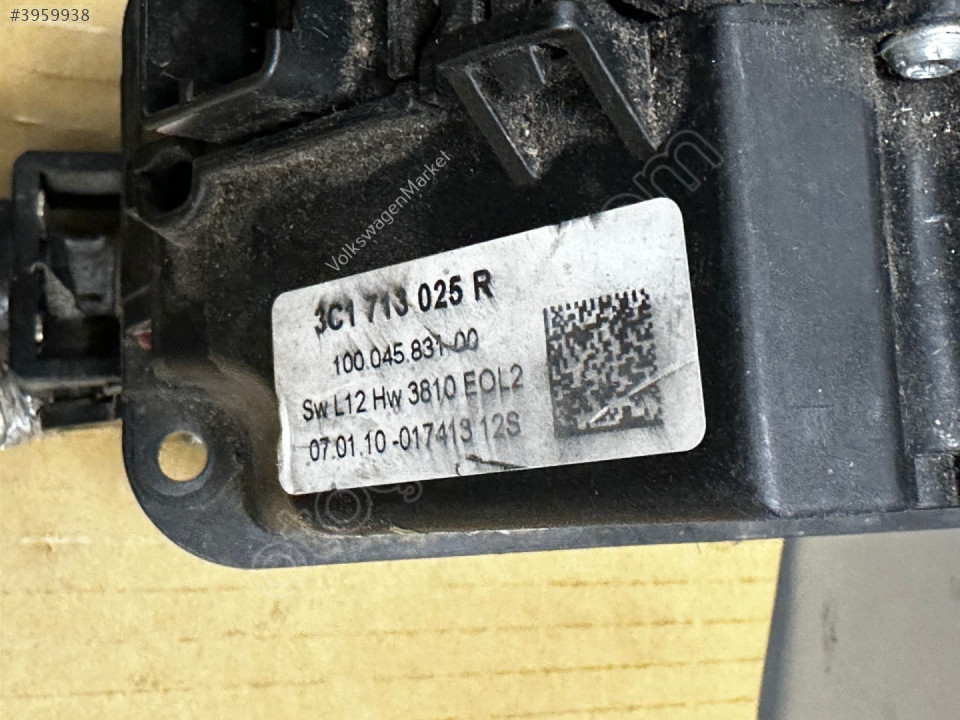 #3959938
VolkswagenMarket
3C1 713 025 R
100.045.831-00
Sw L12 Hw 3810 EOL2
07.01.10 -017413 12S